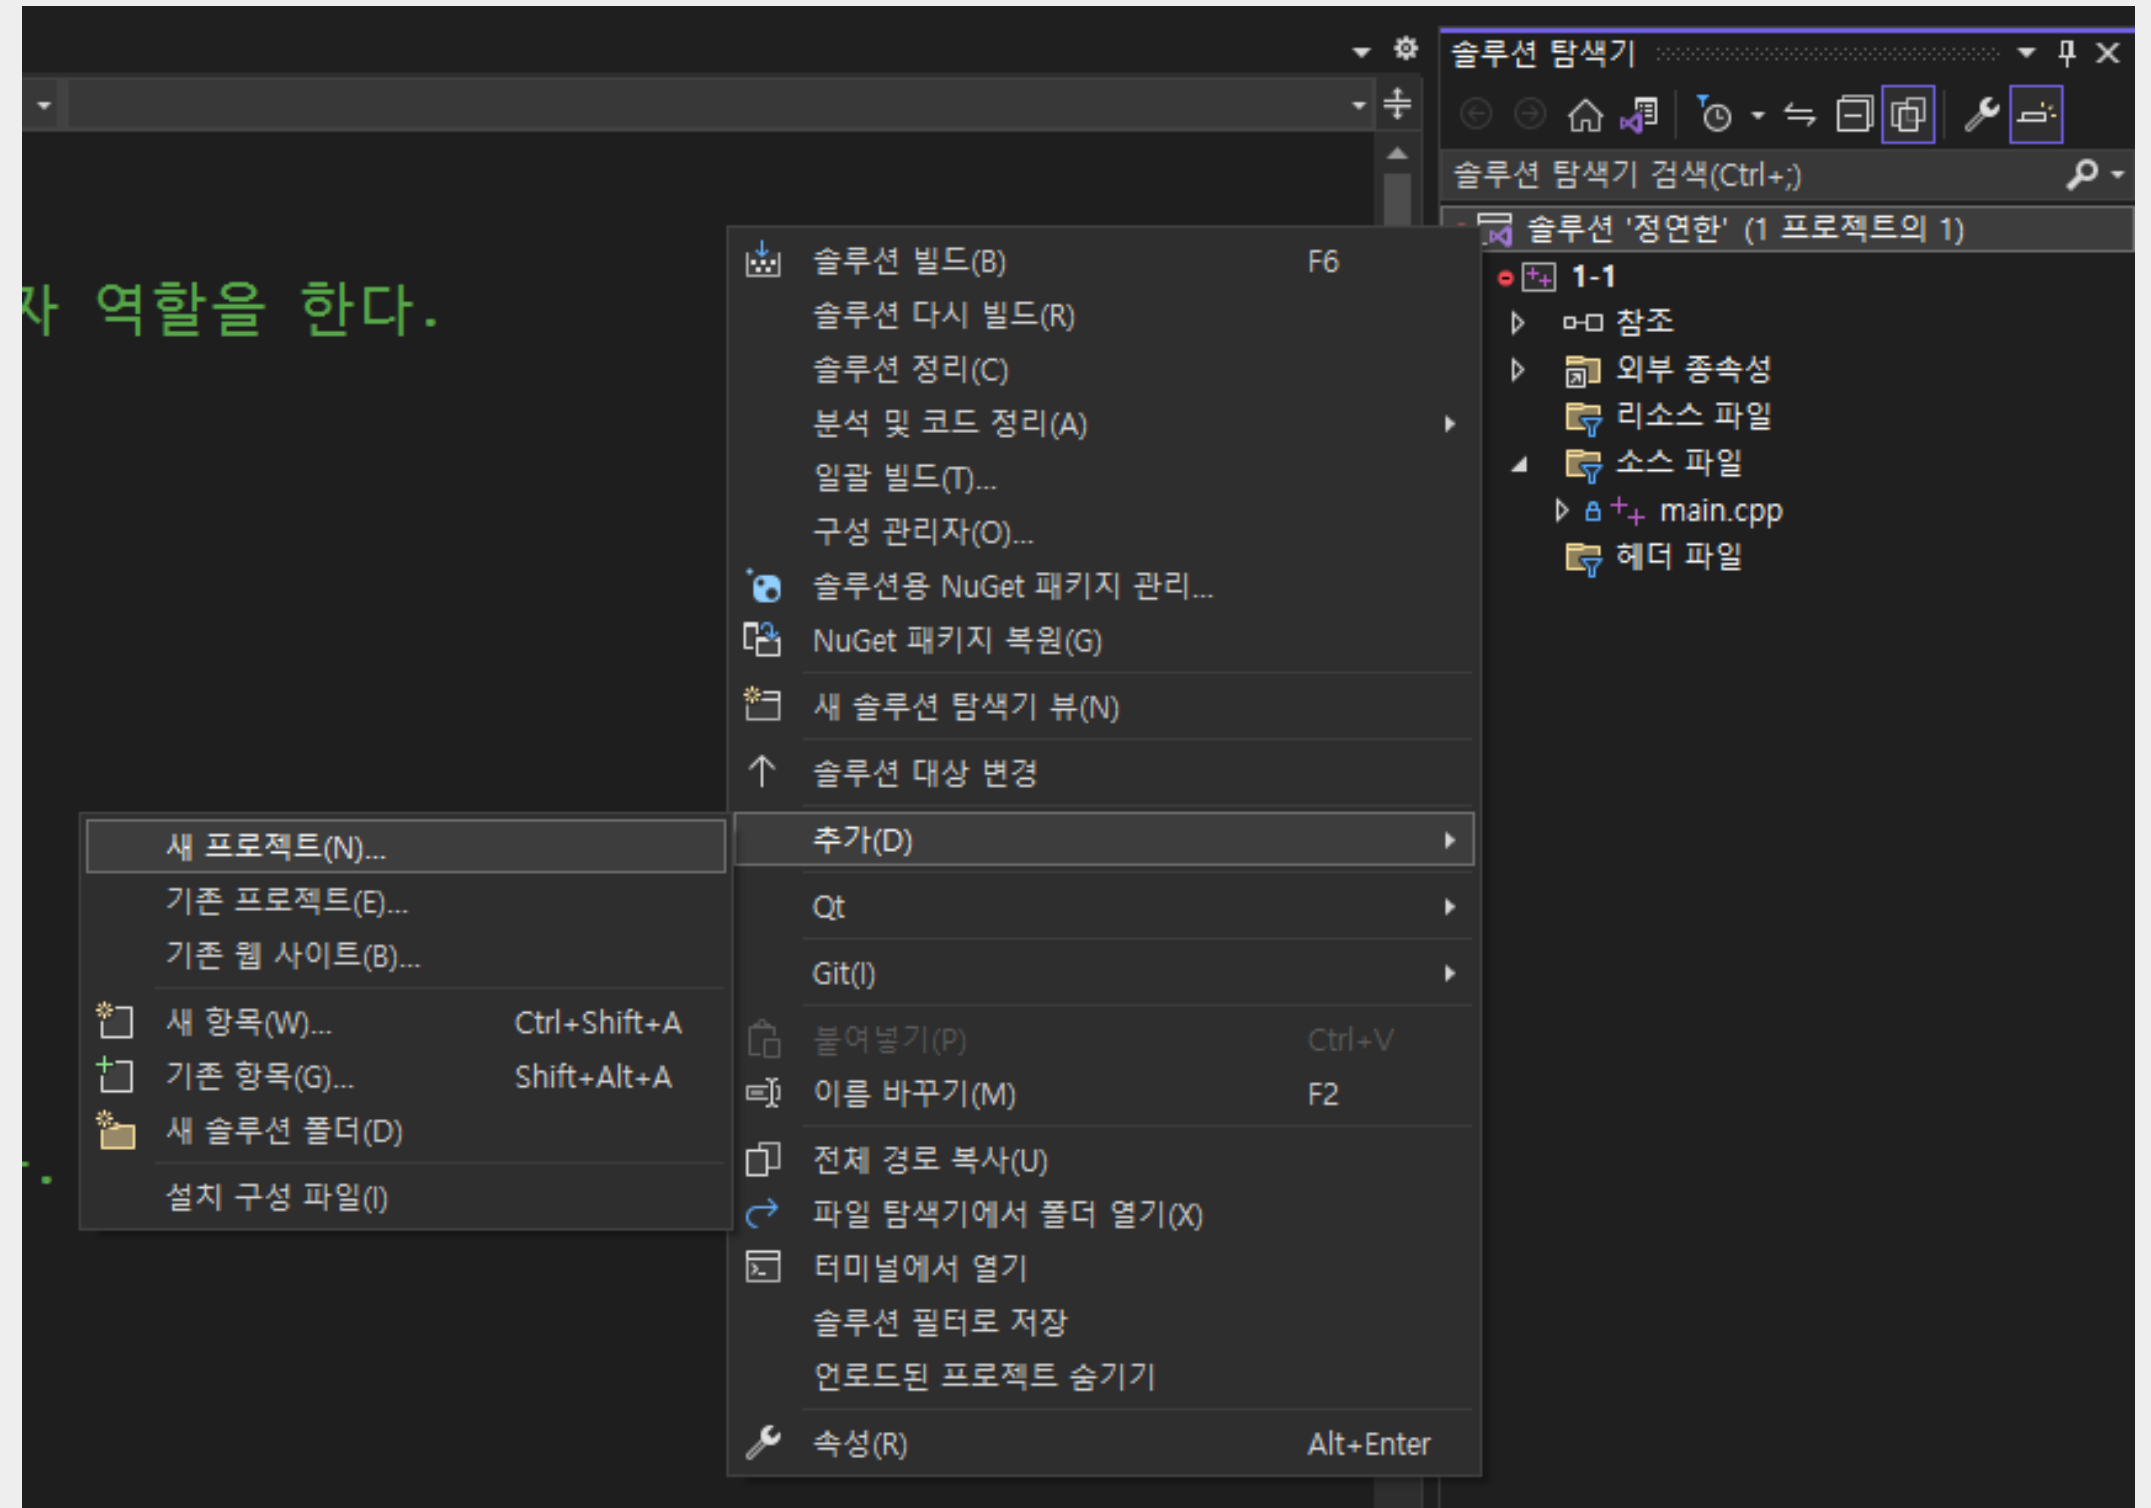 자 역할을 한다.
.
솔루션 빌드(B) F6
솔루션 다시 빌드(R)
솔루션 정리(C)
분석 및 코드 정리(A)
일괄 빌드(T)...
구성 관리자(O)...
솔루션용 NuGet 패키지 관리...
NuGet 패키지 복원(G)
새 솔루션 탐색기 뷰(N)
솔루션 대상 변경
추가(D)
Qt
Git(I)
붙여넣기(P) Ctrl+V
이름 바꾸기(M) F2
전체 경로 복사(U)
파일 탐색기에서 폴더 열기(X)
터미널에서 열기
솔루션 필터로 저장
언로드된 프로젝트 숨기기
속성(R) Alt+Enter
새 프로젝트(N)...
기존 프로젝트(E)...
기존 웹 사이트(B)...
새 항목(W)... Ctrl+Shift+A
기존 항목(G)... Shift+Alt+A
새 솔루션 폴더(D)
설치 구성 파일(I)
솔루션 탐색기
솔루션 탐색기 검색(Ctrl+;)
솔루션 '정연한' (1 프로젝트의 1)
1-1
참조
외부 종속성
리소스 파일
소스 파일
main.cpp
헤더 파일